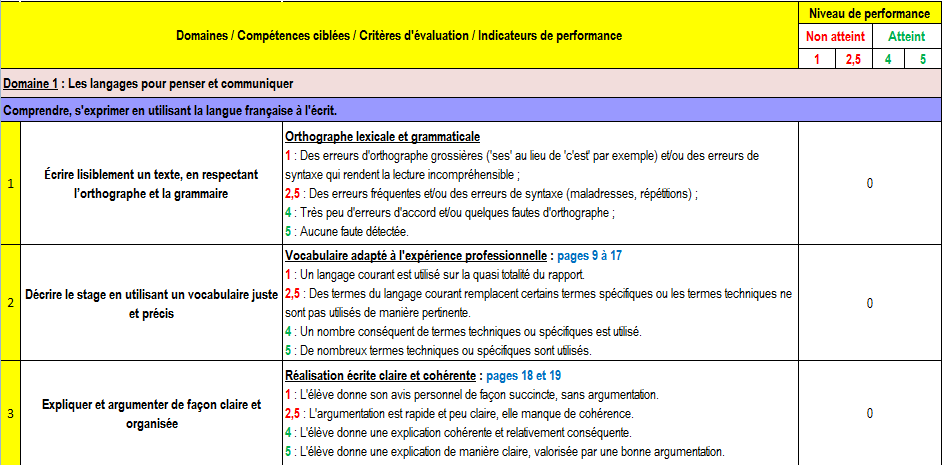 Domaines / Compétences ciblées / Critères d'évaluation / Indicateurs de performance
Niveau de performance
Non atteint
Atteint
1
2,5
4
5
Domaine 1 : Les langages pour penser et communiquer
Comprendre, s'exprimer en utilisant la langue française à l'écrit.
1
Écrire lisiblement un texte, en respectant
l'orthographe et la grammaire
Orthographe lexicale et grammaticale
1 : Des erreurs d'orthographe grossières ('ses' au lieu de 'c'est' par exemple) et/ou des erreurs de
syntaxe qui rendent la lecture incompréhensible ;
2,5 : Des erreurs fréquentes et/ou des erreurs de syntaxe (maladresses, répétitions) ;
4 : Très peu d'erreurs d'accord et/ou quelques fautes d'orthographe ;
5 : Aucune faute détectée.
0
2
Décrire le stage en utilisant un vocabulaire juste
et précis
Vocabulaire adapté à l'expérience professionnelle : pages 9 à 17
1 : Un langage courant est utilisé sur la quasi totalité du rapport.
2,5 : Des termes du langage courant remplacent certains termes spécifiques ou les termes techniques ne
sont pas utilisés de manière pertinente.
4 : Un nombre conséquent de termes techniques ou spécifiques est utilisé.
5 : De nombreux termes techniques ou spécifiques sont utilisés.
0
3
Expliquer et argumenter de façon claire et
organisée
Réalisation écrite claire et cohérente : pages 18 et 19
1 : L'élève donne son avis personnel de façon succincte, sans argumentation.
2,5 : L'argumentation est rapide et peu claire, elle manque de cohérence.
4 : L'élève donne une explication cohérente et relativement conséquente.
5 : L'élève donne une explication de manière claire, valorisée par une bonne argumentation.
0